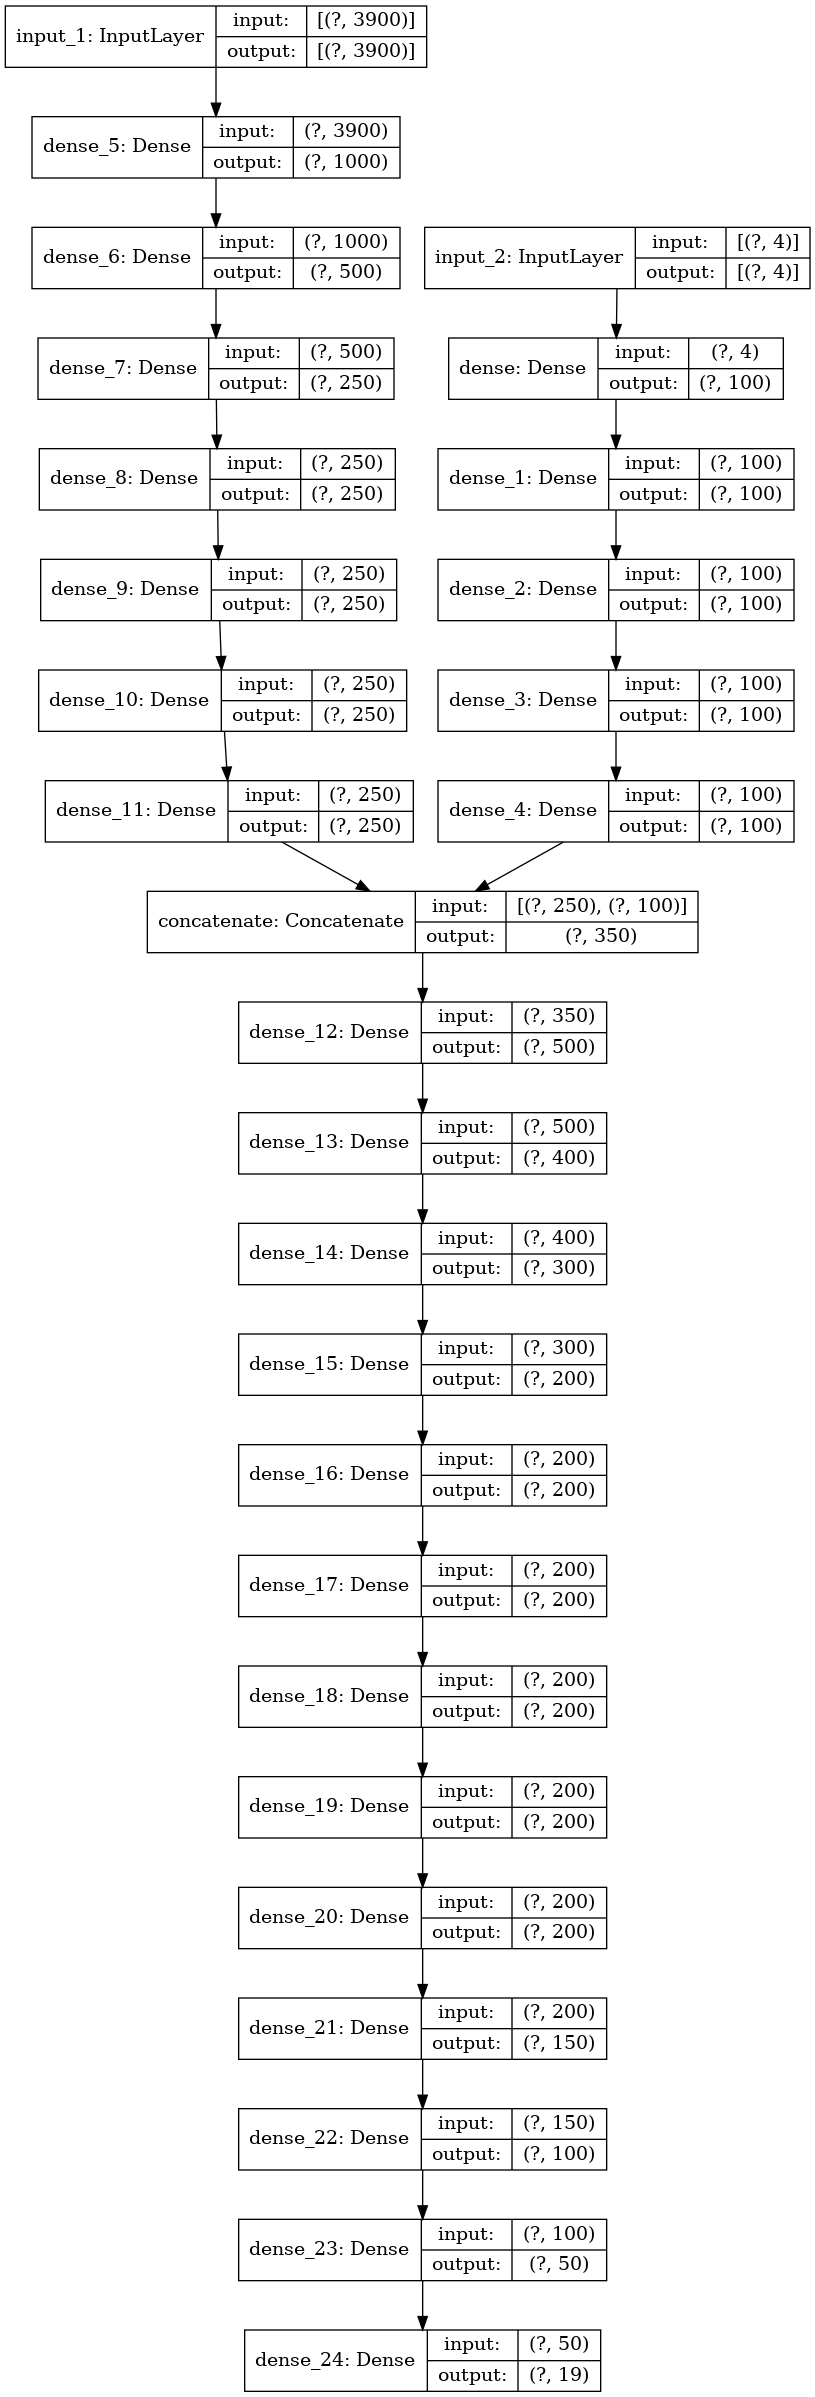 input_1: InputLayer
input: [(?, 3900)]
output: [(?, 3900)]
dense_5: Dense
input: (?, 3900)
output: (?, 1000)
dense_6: Dense
input: (?, 1000)
output: (?, 500)
input_2: InputLayer
input: [(?, 4)]
output: [(?, 4)]
dense_7: Dense
input: (?, 500)
output: (?, 250)
dense: Dense
input: (?, 4)
output: (?, 100)
dense_8: Dense
input: (?, 250)
output: (?, 250)
dense_1: Dense
input: (?, 100)
output: (?, 100)
dense_9: Dense
input: (?, 250)
output: (?, 250)
dense_2: Dense
input: (?, 100)
output: (?, 100)
dense_10: Dense
input: (?, 250)
output: (?, 250)
dense_3: Dense
input: (?, 100)
output: (?, 100)
dense_11: Dense
input: (?, 250)
output: (?, 250)
dense_4: Dense
input: (?, 100)
output: (?, 100)
concatenate: Concatenate
input: [(?, 250), (?, 100)]
output: (?, 350)
dense_12: Dense
input: (?, 350)
output: (?, 500)
dense_13: Dense
input: (?, 500)
output: (?, 400)
dense_14: Dense
input: (?, 400)
output: (?, 300)
dense_15: Dense
input: (?, 300)
output: (?, 200)
dense_16: Dense
input: (?, 200)
output: (?, 200)
dense_17: Dense
input: (?, 200)
output: (?, 200)
dense_18: Dense
input: (?, 200)
output: (?, 200)
dense_19: Dense
input: (?, 200)
output: (?, 200)
dense_20: Dense
input: (?, 200)
output: (?, 200)
dense_21: Dense
input: (?, 200)
output: (?, 150)
dense_22: Dense
input: (?, 150)
output: (?, 100)
dense_23: Dense
input: (?, 100)
output: (?, 50)
dense_24: Dense
input: (?, 50)
output: (?, 19)